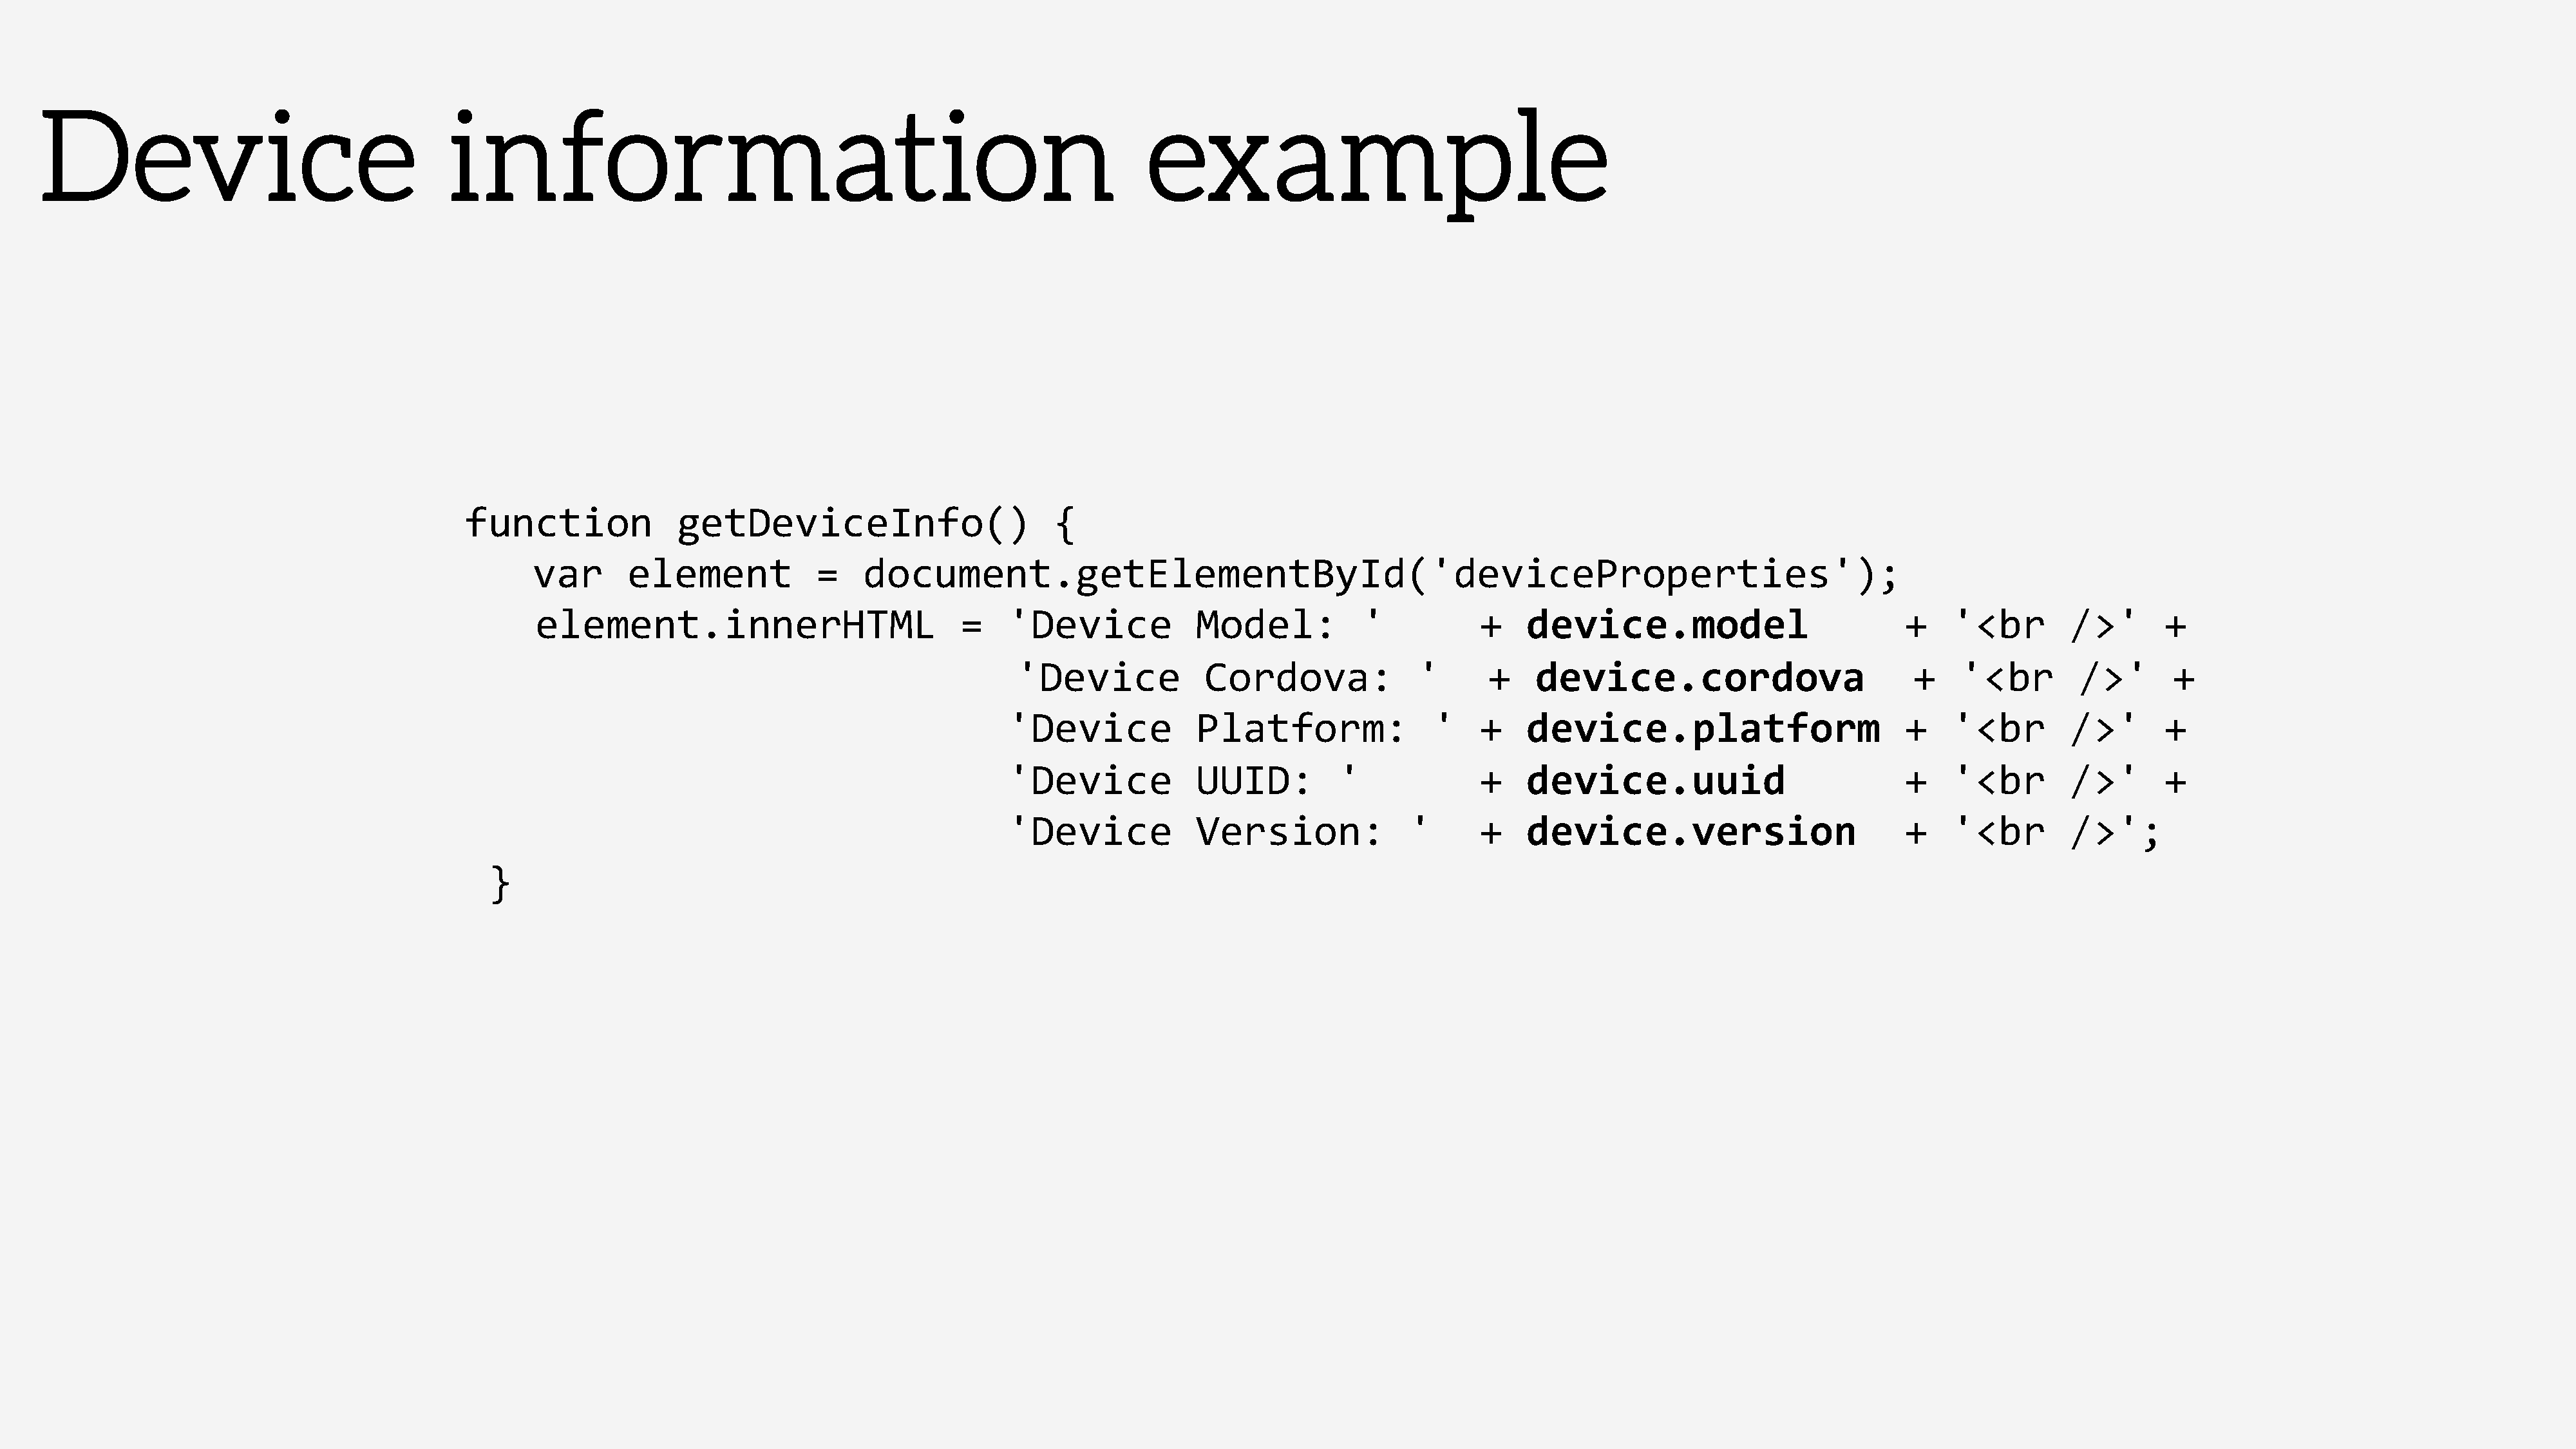 Device information example
function getDeviceInfo() {
var element = document.getElementById('deviceProperties');
element.innerHTML = 'Device Model: ' + device.model + '<br />' +
'Device Cordova: ' + device.cordova + '<br />' +
'Device Platform: ' + device.platform + '<br />' +
'Device UUID: ' + device.uuid + '<br />' +
'Device Version: ' + device.version + '<br />';
}